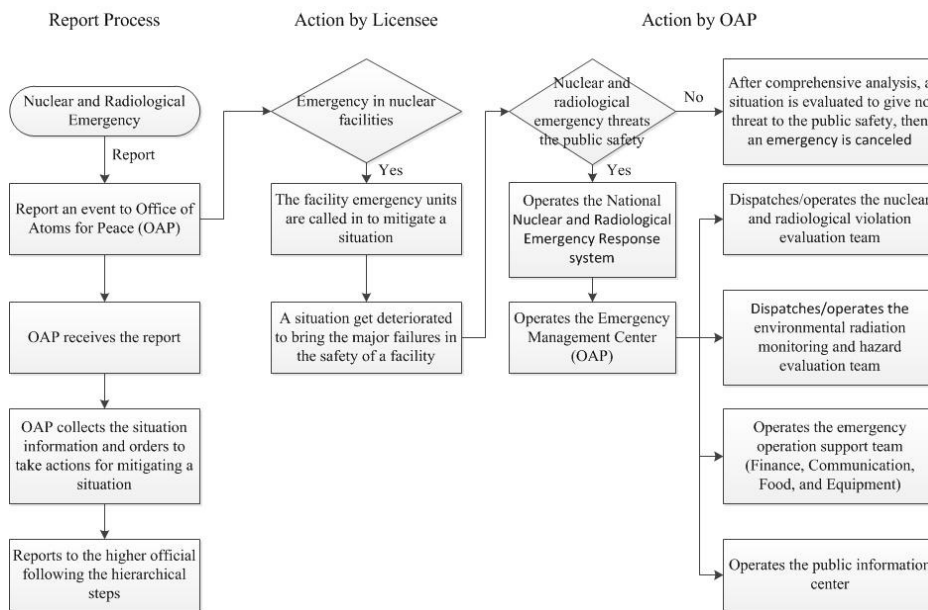 Report Process
Action by Licensee
Action by OAP
Nuclear and Radiological
Emergency
Report
Report an event to Office of
Atoms for Peace (OAP)
OAP receives the report
OAP collects the situation
information and orders to
take actions for mitigating a
situation
Reports to the higher official
following the hierarchical
steps
Emergency in nuclear
facilities
Yes
The facility emergency units
are called in to mitigate a
situation
A situation get deteriorated
to bring the major failures in
the safety of a facility
Nuclear and
radiological
emergency threats
the public safety
No
Yes
After comprehensive analysis, a
situation is evaluated to give no
threat to the public safety, then
an emergency is canceled
Operates the National
Nuclear and Radiological
Emergency Response
system
Operates the Emergency
Management Center
(OAP)
Dispatches/operates the nuclear
and radiological violation
evaluation team
Dispatches/operates the
environmental radiation
monitoring and hazard
evaluation team
Operates the emergency
operation support team
(Finance, Communication,
Food, and Equipment)
Operates the public information
center